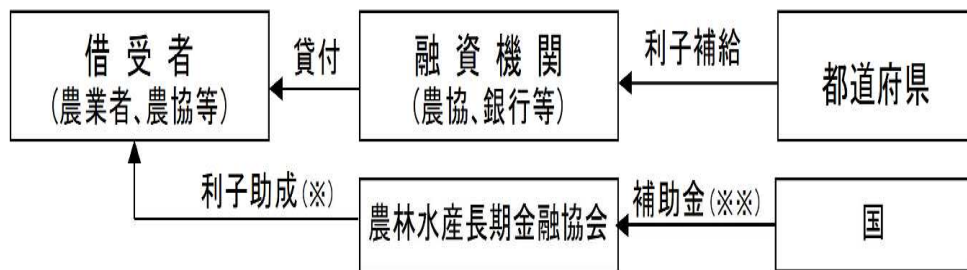 借受者
(農業者、農協等)
貸付
融資機関
(農協、銀行等)
利子補給
都道府県
利子助成(※)
農林水産長期金融協会
補助金(※※)
国